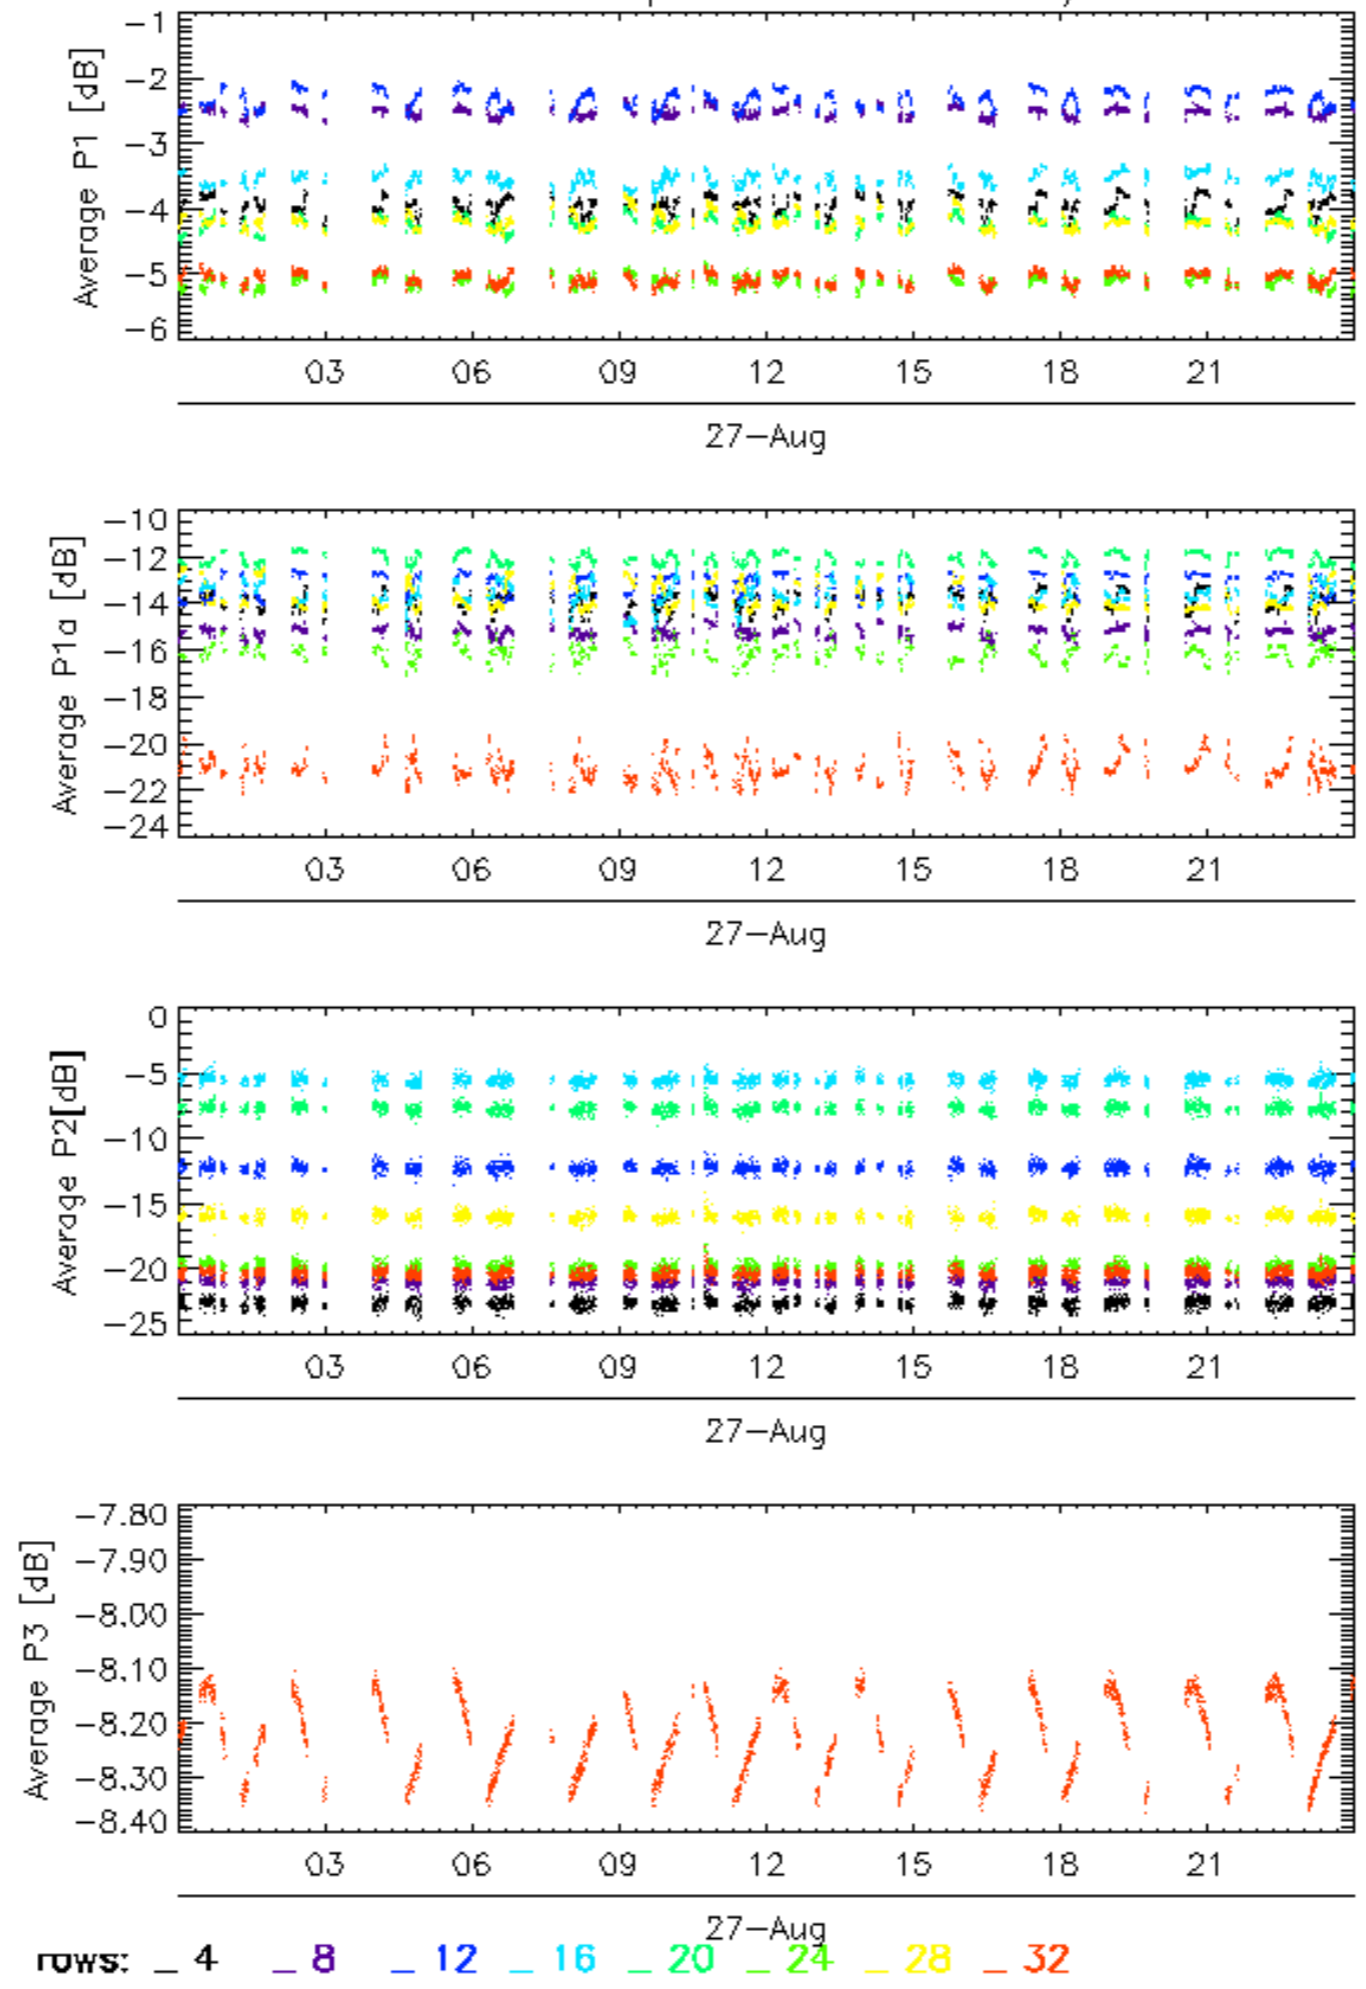 Average P1 [dB]
−1
−2
−3
−4
−5
−6
03 06 09 12 15 18 21
27−Aug
Average P1a [dB]
−10
−12
−14
−16
−18
−20
−22
−24
03 06 09 12 15 18 21
27−Aug
Average P2[dB]
0
−5
−10
−15
−20
−25
03 06 09 12 15 18 21
27−Aug
Average P3 [dB]
−7.80
−7.90
−8.00
−8.10
−8.20
−8.30
−8.40
03 06 09 12 15 18 21
27−Aug
rows: _ 4 _ 8 _ 12 _ 16 _ 20 _ 24 _ 28 _ 32